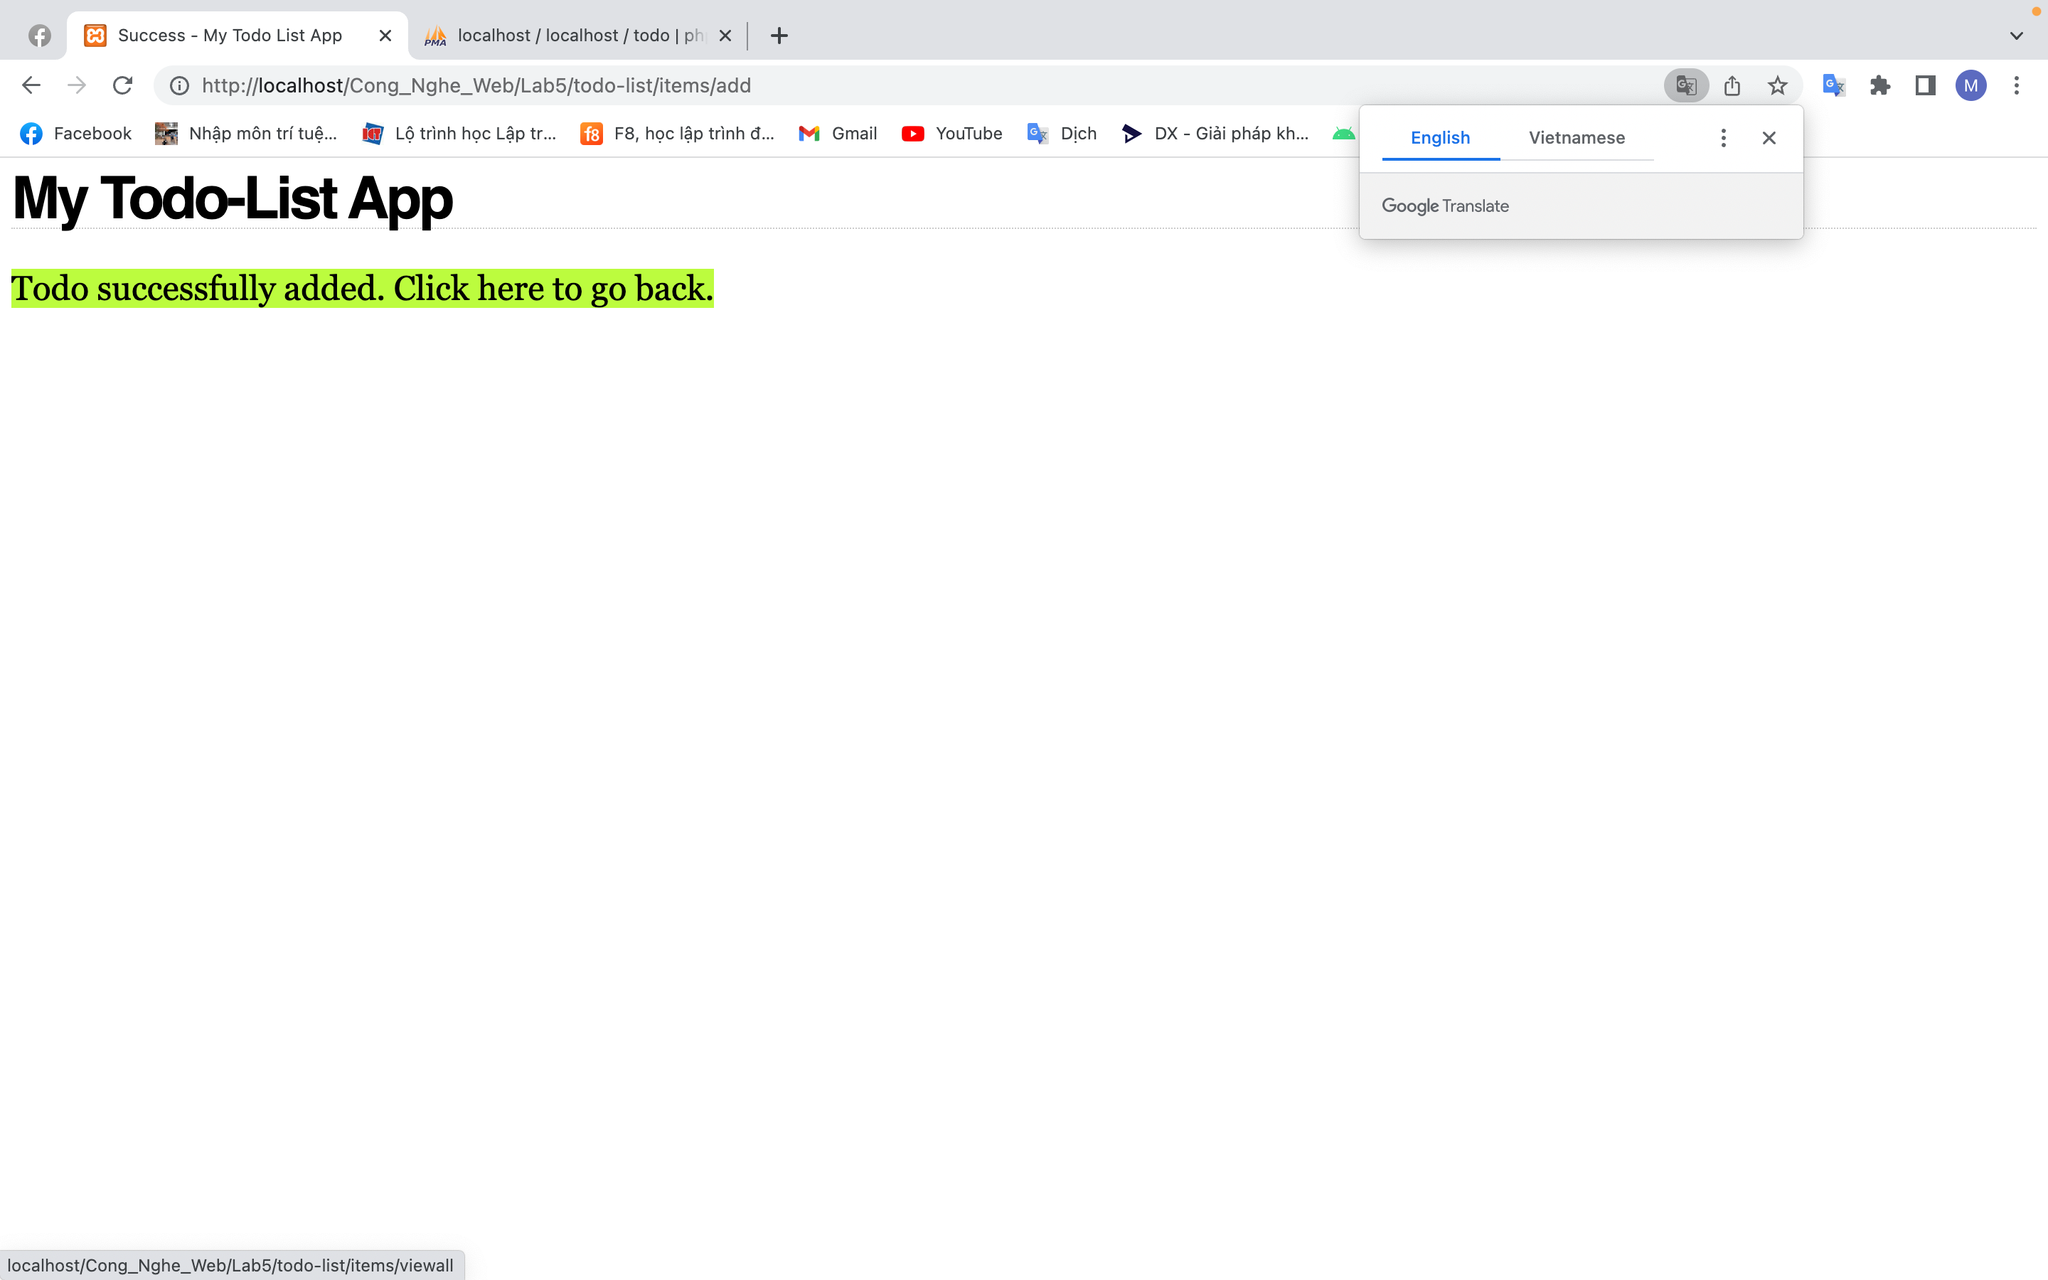 Success - My Todo List App
PMA
localhost / localhost / todo | ph
http://localhost/Cong_Nghe_Web/Lab5/todo-list/items/add
M
Facebook
Nhập môn trí tuệ...
Lộ trình học Lập tr...
f8
F8, học lập trình đ...
Gmail
YouTube
Dịch
DX - Giải pháp kh...
English
Vietnamese
Google Translate
My Todo-List App
Todo successfully added. Click here to go back.
localhost/Cong_Nghe_Web/Lab5/todo-list/items/viewall